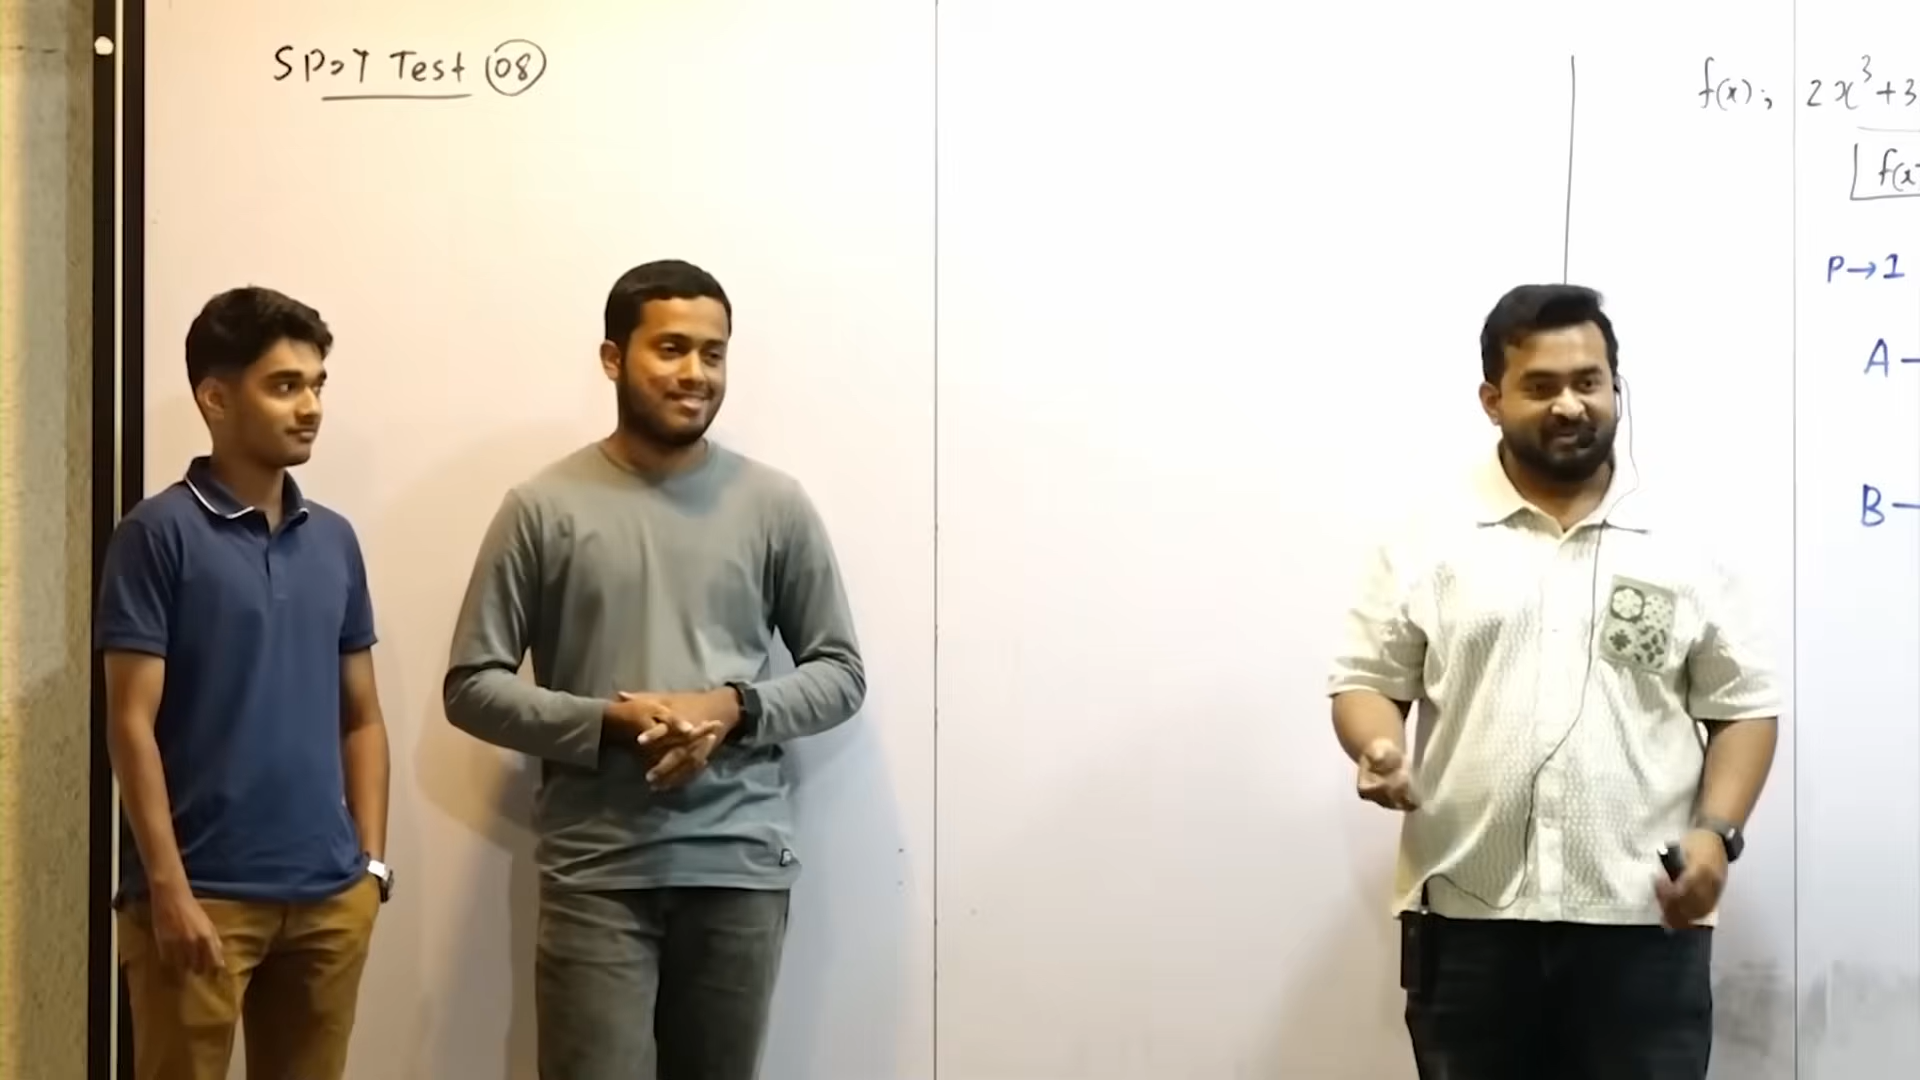 SPOT Test 08
f(x); 2x³+3
f(x
P→1
A-
B-